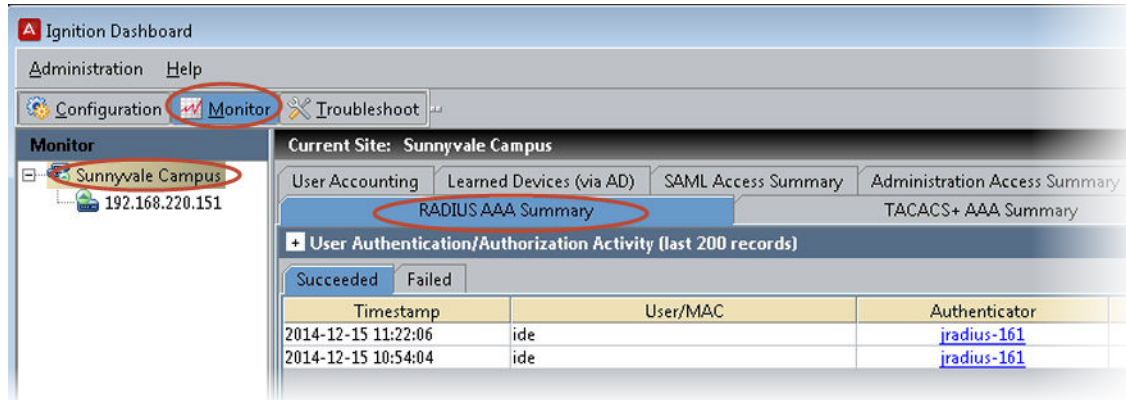 Ignition Dashboard
Administration Help
Configuration Monitor Troubleshoot
Monitor
Sunnyvale Campus
192.168.220.151
Current Site: Sunnyvale Campus
User Accounting Learned Devices (via AD) SAML Access Summary Administration Access Summary
RADIUS AAA Summary TACACS+ AAA Summary
+ User Authentication/Authorization Activity (last 200 records)
Succeeded Failed
Timestamp User/MAC Authenticator
2014-12-15 11:22:06 ide jradius-161
2014-12-15 10:54:04 ide jradius-161